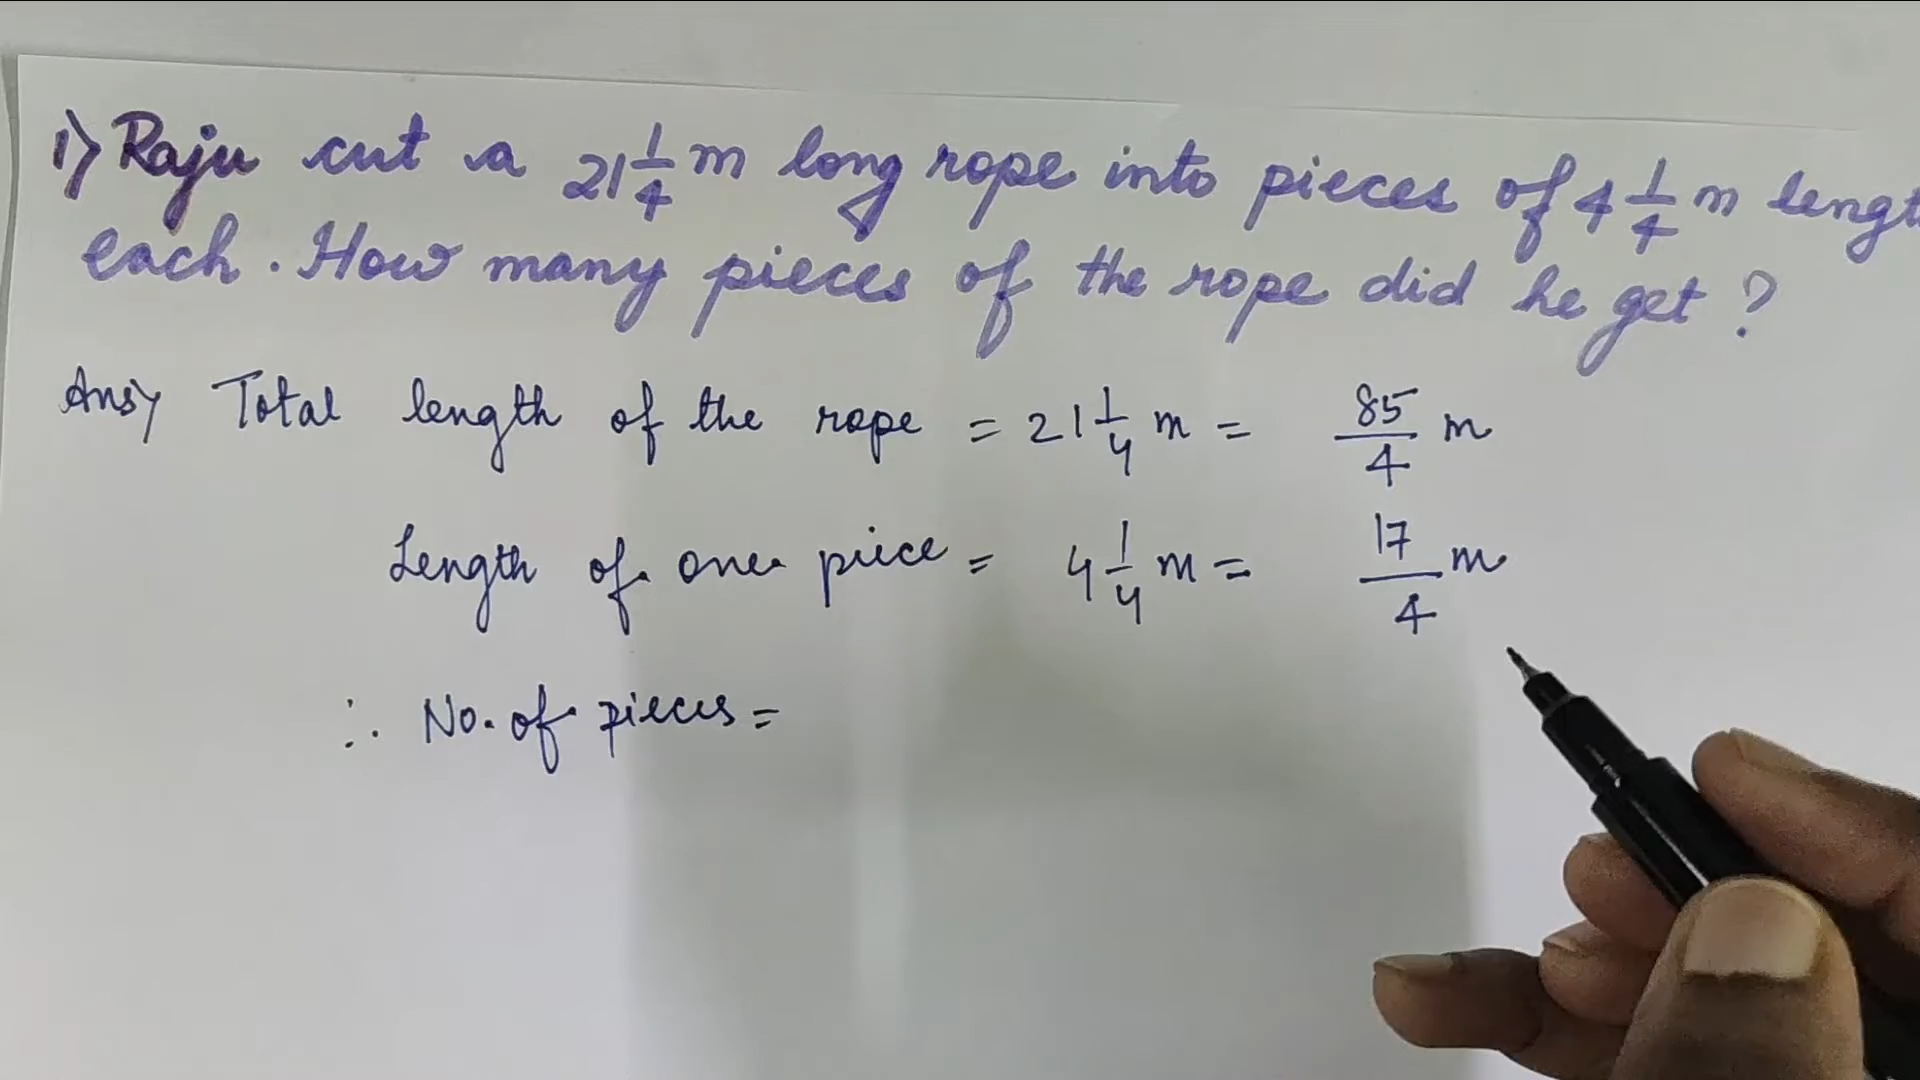 1) Raju cut a 21 1/4 m long rope into pieces of 4 1/4 m lengt
each. How many pieces of the rope did he get?
Ans) Total length of the rope = 21 1/4 m = 85/4 m
Length of one piece = 4 1/4 m = 17/4 m
∴ No. of pieces =